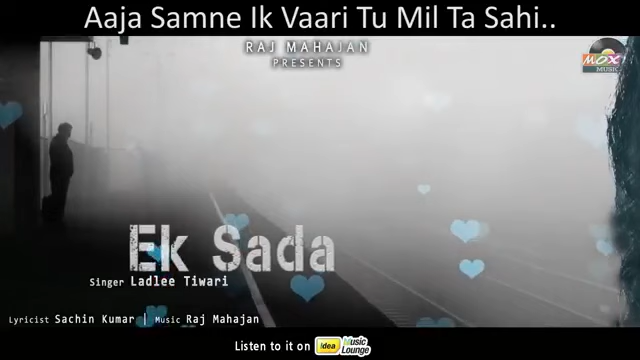 Aaja Samne Ik Vaari Tu Mil Ta Sahi..
RAJ MAHAJAN
PRESENTS
MOX
MUSIC
Ek Sada
Singer Ladlee Tiwari
Lyricist Sachin Kumar | Music Raj Mahajan
Listen to it on Idea Music Lounge